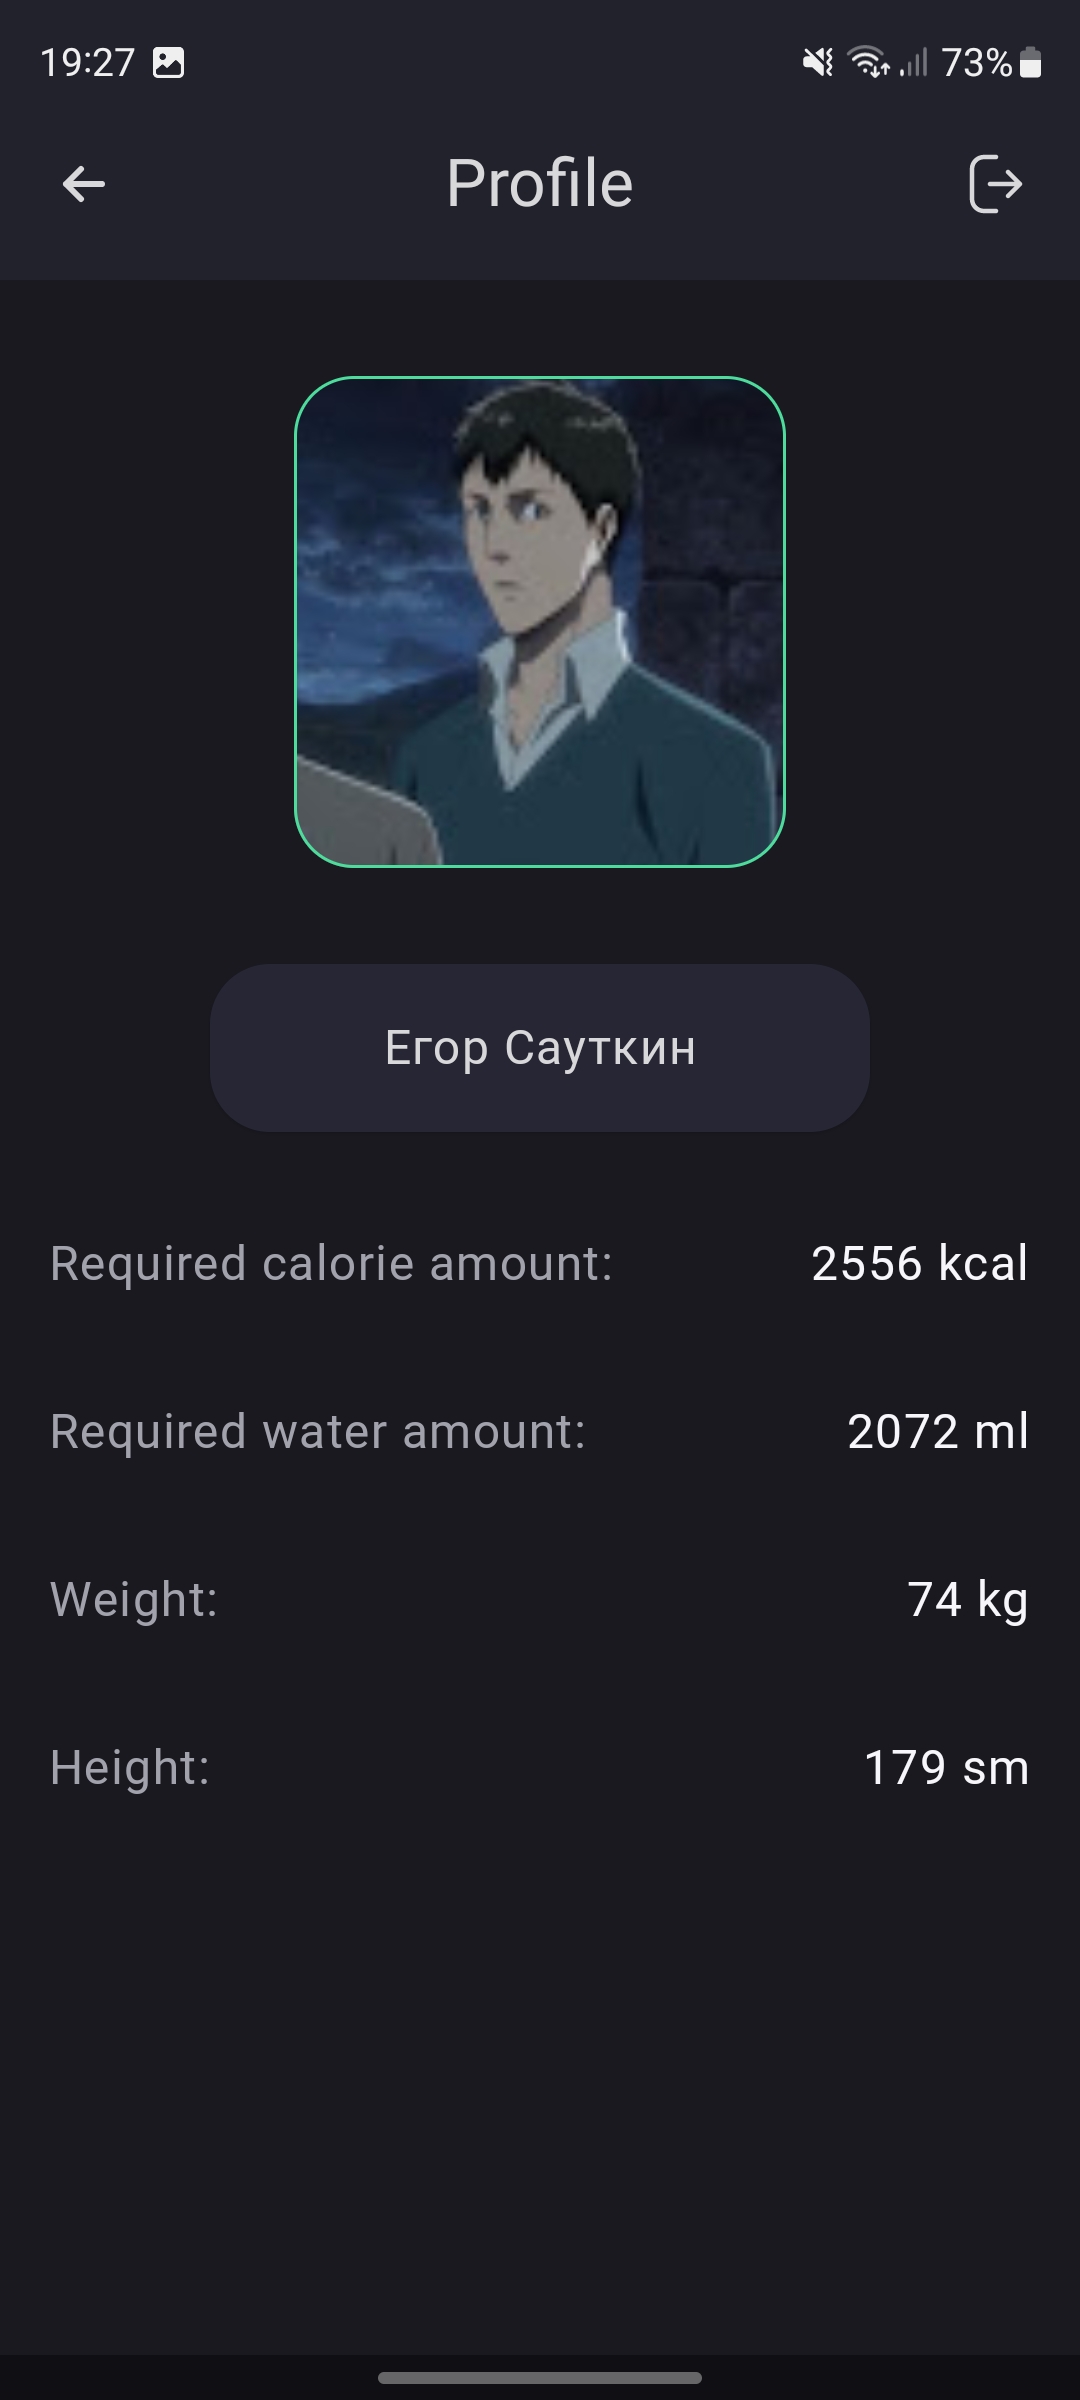 19:27 73%
Profile
Егор Сауткин
Required calorie amount: 2556 kcal
Required water amount: 2072 ml
Weight: 74 kg
Height: 179 sm